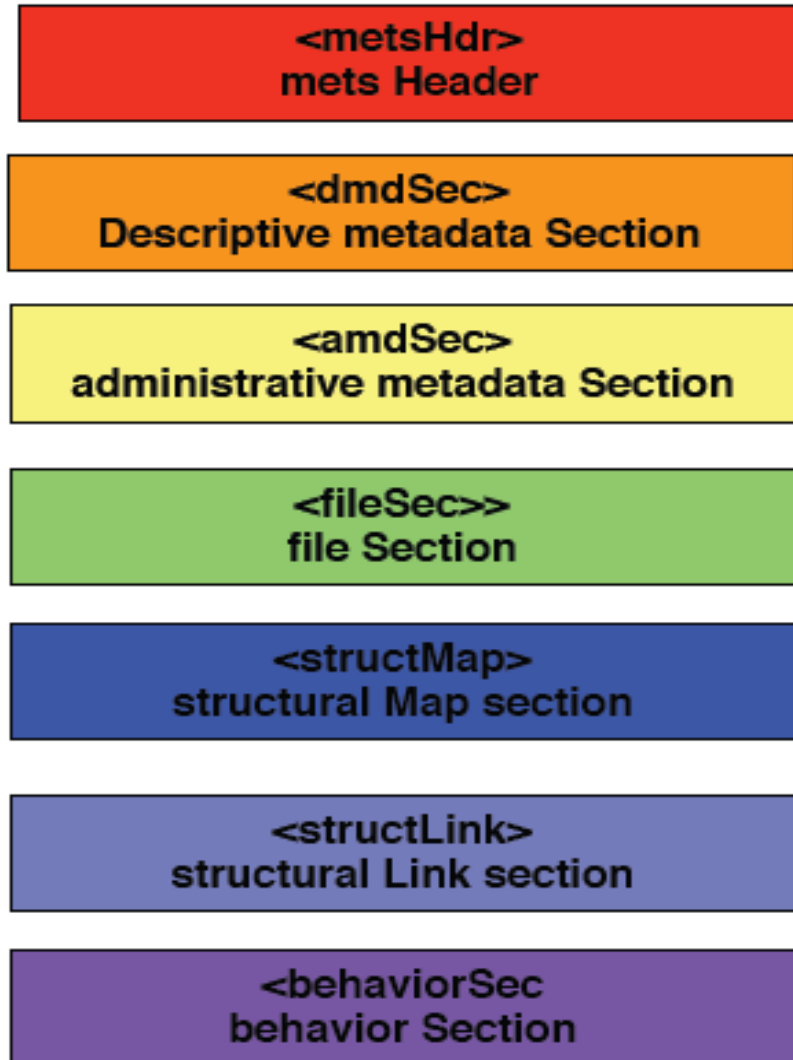 <metsHdr>
mets Header
<dmdSec>
Descriptive metadata Section
<amdSec>
administrative metadada Section
<fileSec>>
file Section
<structMap>
structural Map section
<structLink>
structural Link section
<behaviorSec
behavior Section